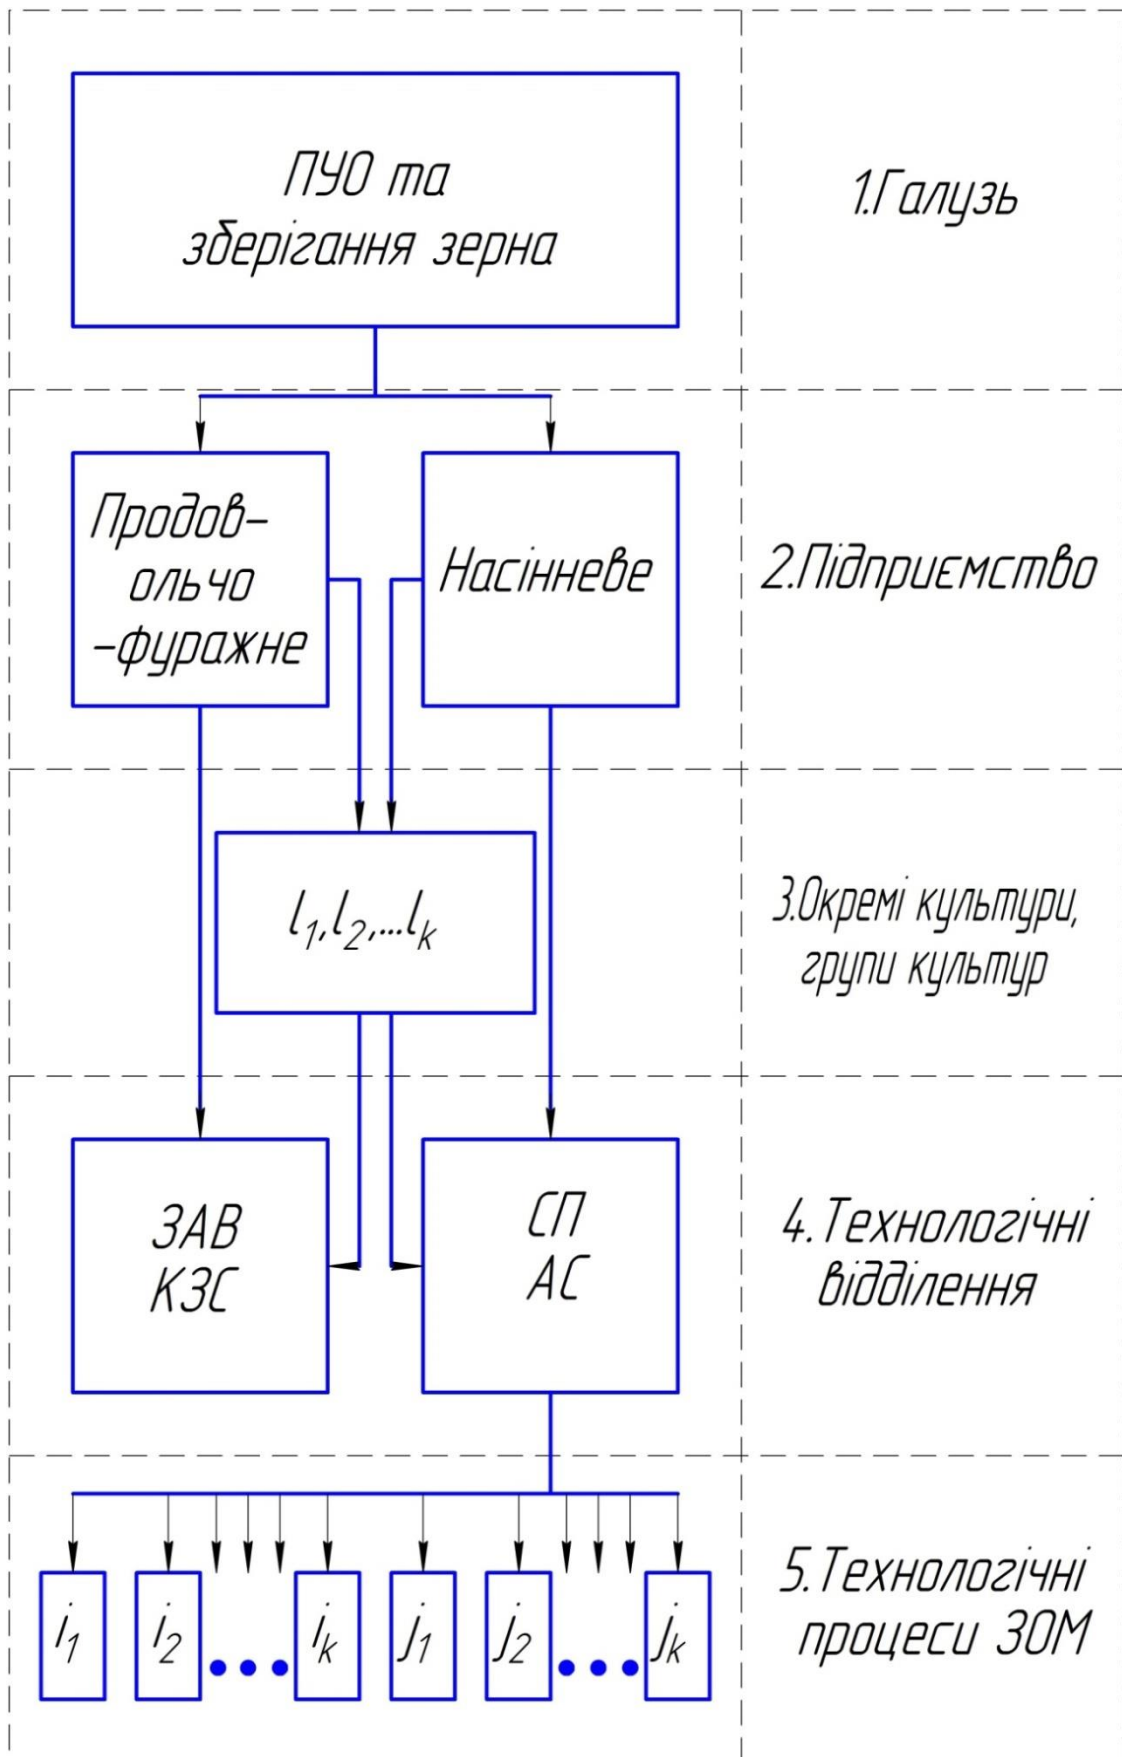 ПУО та
зберігання зерна
1.Галузь
Продов-
ольчо
-фуражне
Насінневе
2.Підприємство
l1,l2,...lk
3.Окремі культури,
групи культур
ЗАВ
КЗС
СП
АС
4.Технологічні
відділення
i1
i2
ik
j1
j2
jk
5.Технологічні
процеси ЗОМ